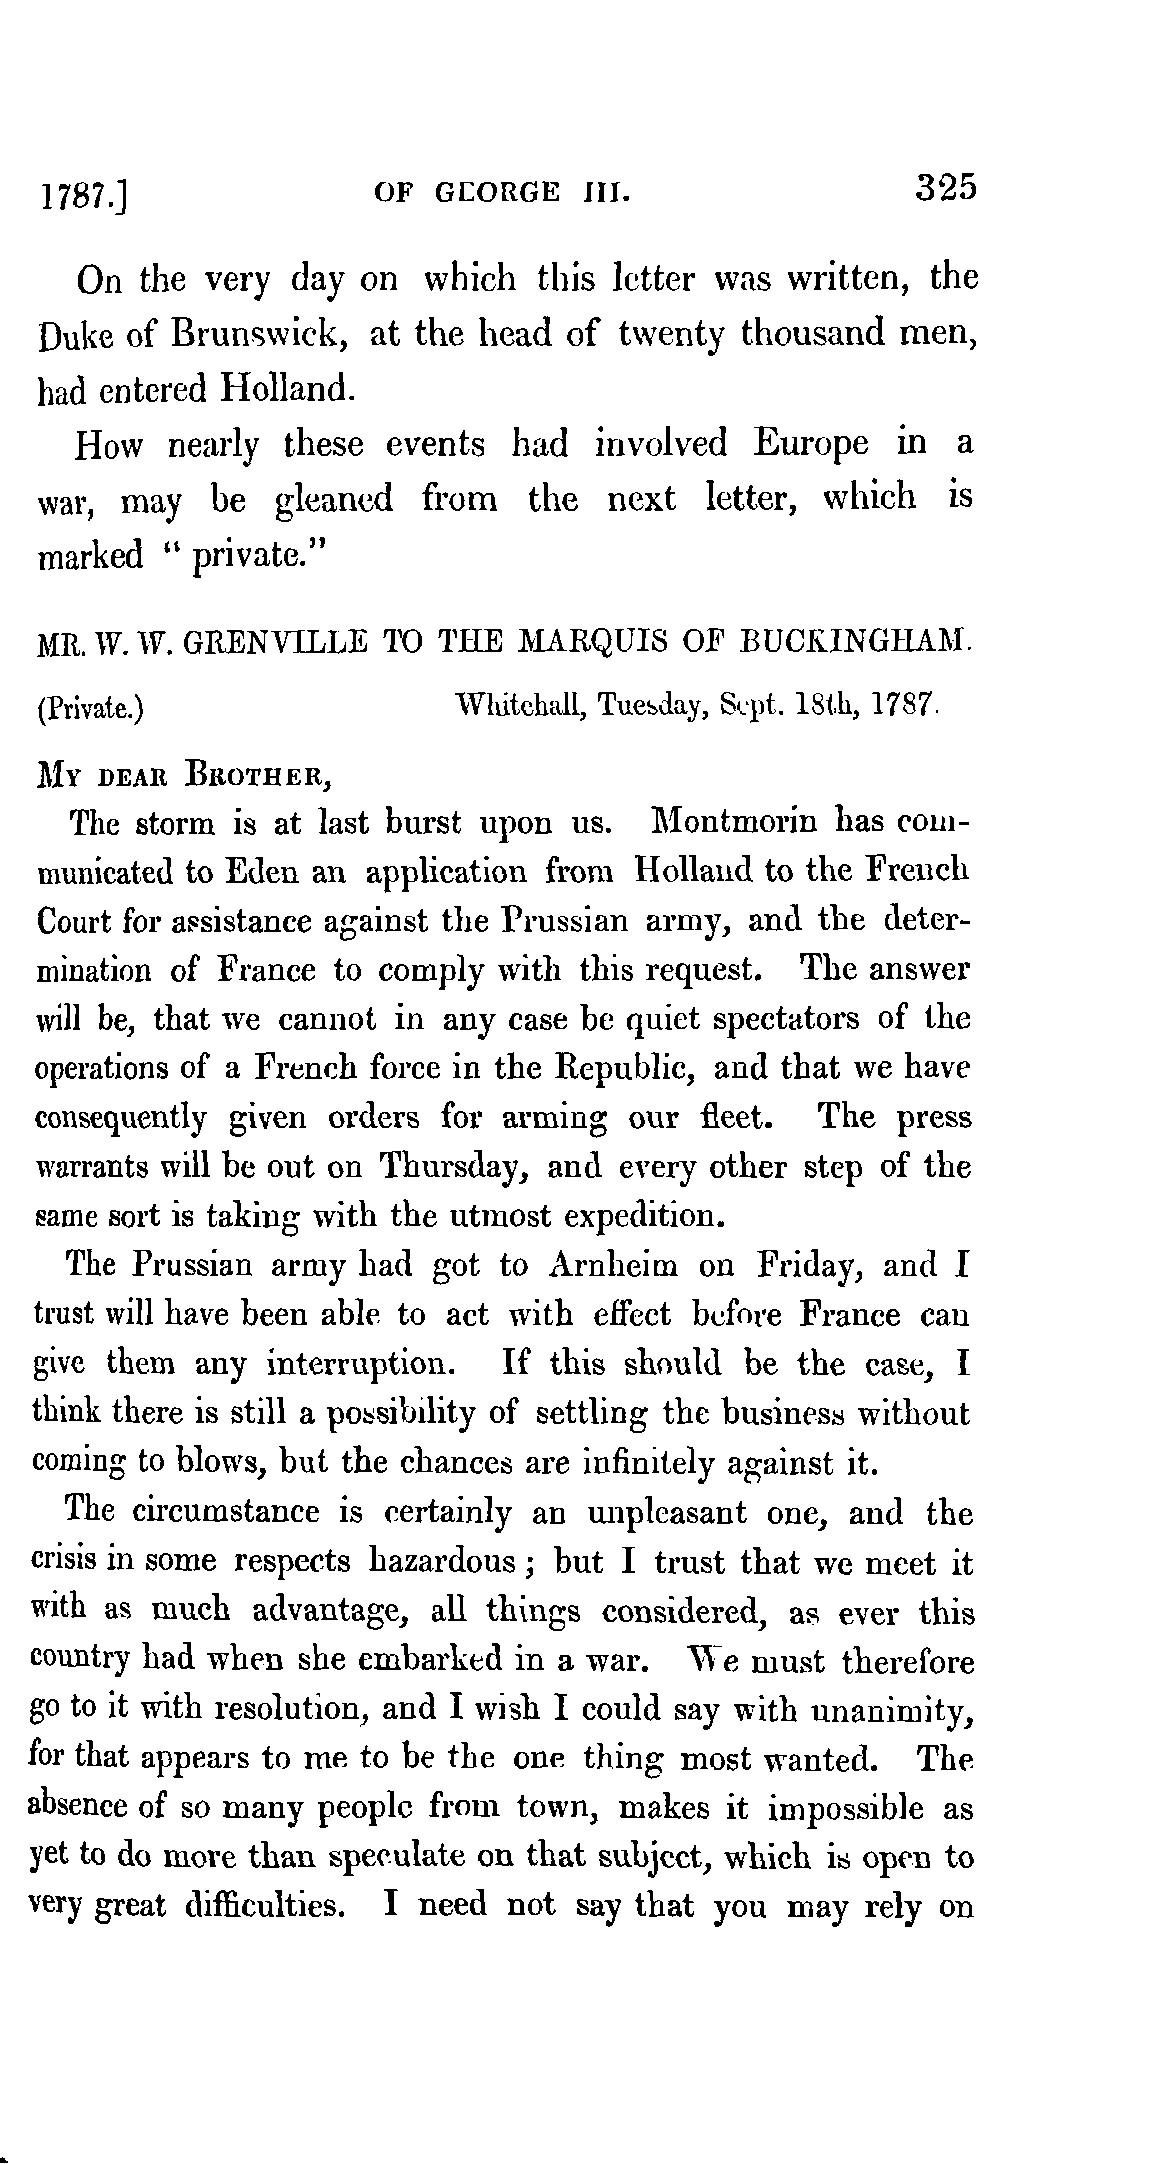 1787.] OF GEORGE III. 325
On the very day on which this letter was written, the
Duke of Brunswick, at the head of twenty thousand men,
had entered Holland.
How nearly these events had involved Europe in a
war, may be gleaned from the next letter, which is
marked “ private.”
MR. W. W. GRENVILLE TO THE MARQUIS OF BUCKINGHAM.
(Private.) Whitehall, Tuesday, Sept. 18th, 1787.
MY DEAR BROTHER,
The storm is at last burst upon us. Montmorin has com-
municated to Eden an application from Holland to the French
Court for assistance against the Prussian army, and the deter-
mination of France to comply with this request. The answer
will be, that we cannot in any case be quiet spectators of the
operations of a French force in the Republic, and that we have
consequently given orders for arming our fleet. The press
warrants will be out on Thursday, and every other step of the
same sort is taking with the utmost expedition.
The Prussian army had got to Arnheim on Friday, and I
trust will have been able to act with effect before France can
give them any interruption. If this should be the case, I
think there is still a possibility of settling the business without
coming to blows, but the chances are infinitely against it.
The circumstance is certainly an unpleasant one, and the
crisis in some respects hazardous ; but I trust that we meet it
with as much advantage, all things considered, as ever this
country had when she embarked in a war. We must therefore
go to it with resolution, and I wish I could say with unanimity,
for that appears to me to be the one thing most wanted. The
absence of so many people from town, makes it impossible as
yet to do more than speculate on that subject, which is open to
very great difficulties. I need not say that you may rely on